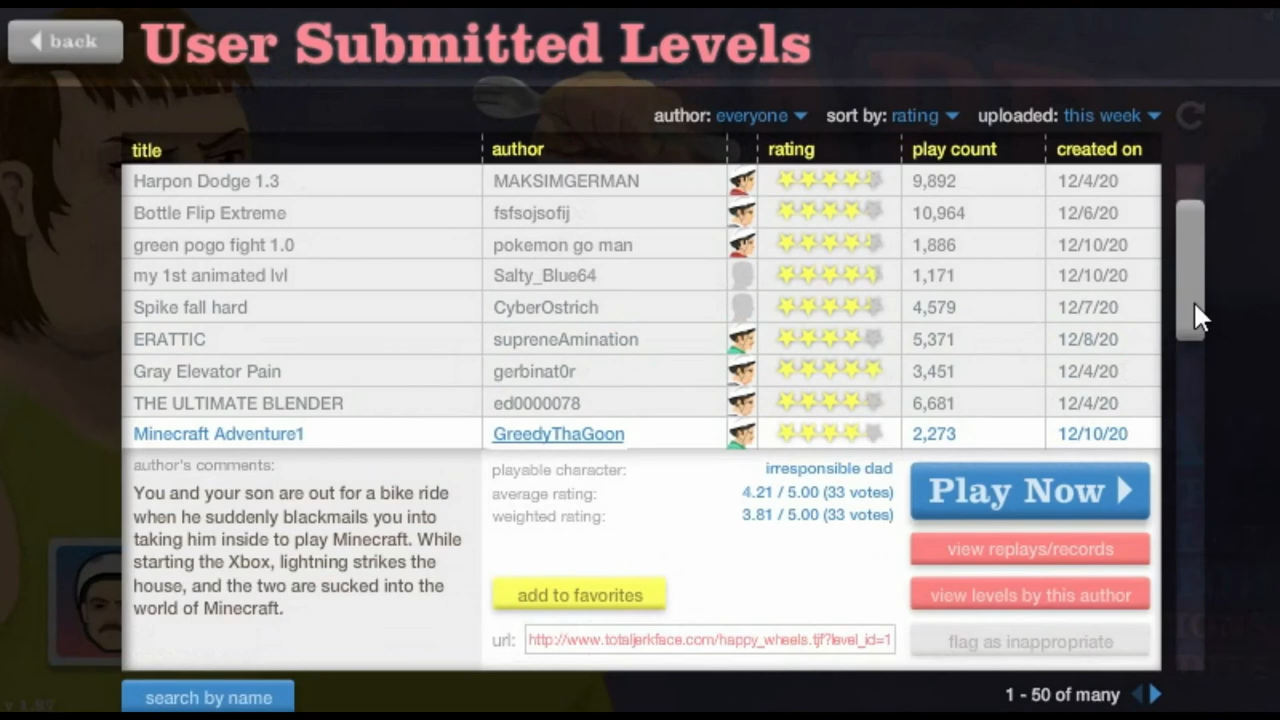 back
User Submitted Levels
author: everyone sort by: rating uploaded: this week
title author rating play count created on
Harpon Dodge 1.3 MAKSIMGERMAN 9,892 12/4/20
Bottle Flip Extreme fsfsojsofij 10,964 12/6/20
green pogo fight 1.0 pokemon go man 1,886 12/10/20
my 1st animated lvl Salty_Blue64 1,171 12/10/20
Spike fall hard CyberOstrich 4,579 12/7/20
ERATTIC supreneAmination 5,371 12/8/20
Gray Elevator Pain gerbinat0r 3,451 12/4/20
THE ULTIMATE BLENDER ed0000078 6,681 12/4/20
Minecraft Adventure1 GreedyThaGoon 2,273 12/10/20
author's comments:
You and your son are out for a bike ride
when he suddenly blackmails you into
taking him inside to play Minecraft. While
starting the Xbox, lightning strikes the
house, and the two are sucked into the
world of Minecraft.
playable character: irresponsible dad
average rating: 4.21 / 5.00 (33 votes)
weighted rating: 3.81 / 5.00 (33 votes)
add to favorites
url: http://www.totaljerkface.com/happy_wheels.tjf?level_id=1
Play Now
view replays/records
view levels by this author
flag as inappropriate
search by name
1 - 50 of many
v 1.87